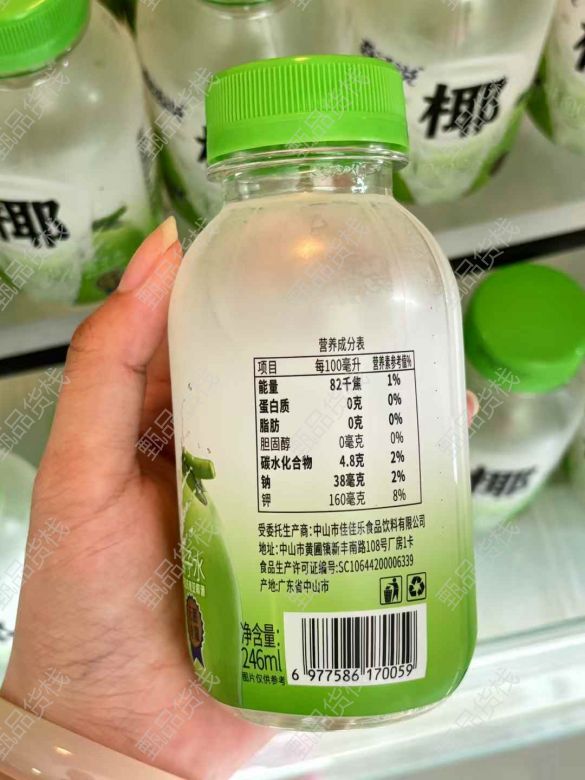 椰
椰
椰
营养成分表
项目 每100毫升 营养素参考值%
能量 82千焦 1%
蛋白质 0克 0%
脂肪 0克 0%
胆固醇 0毫克 0%
碳水化合物 4.8克 2%
钠 38毫克 2%
钾 160毫克 8%
受委托生产商:中山市佳佳乐食品饮料有限公司
地址:中山市黄圃镇新丰南路108号厂房1卡
食品生产许可证编号:SC10644200006339
产地:广东省中山市
子水
净含量:
246ml
图片仅供参考
6 977586 170059
甄品货栈